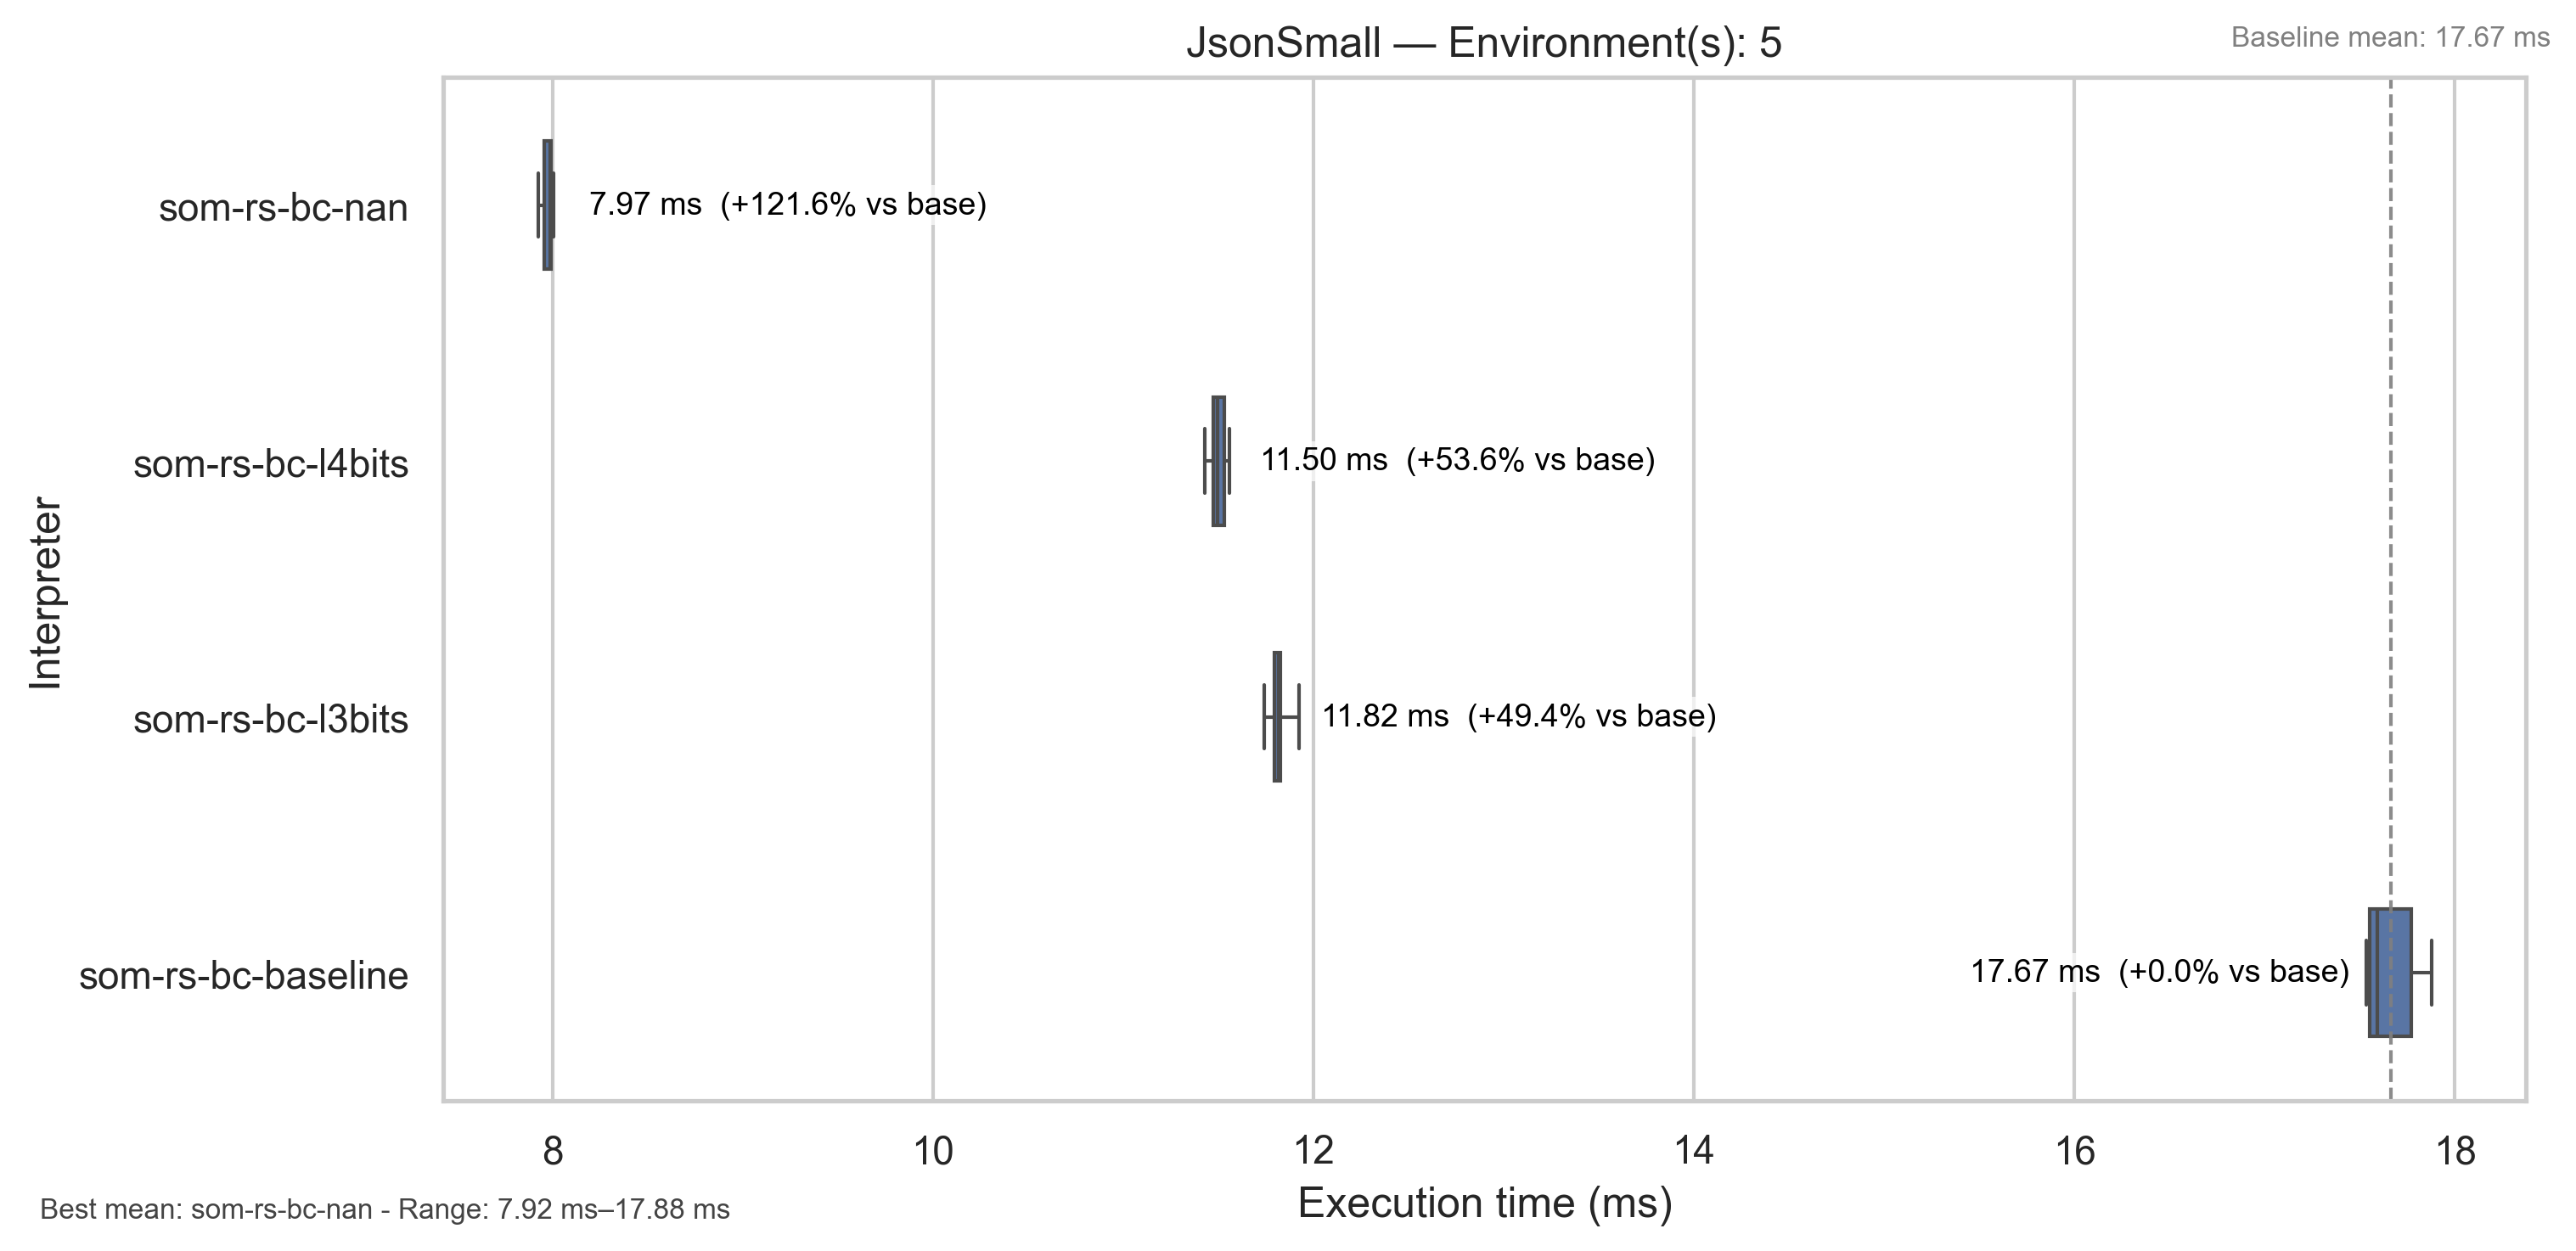 JsonSmall — Environment(s): 5
Baseline mean: 17.67 ms
Interpreter
som-rs-bc-nan
7.97 ms (+121.6% vs base)
som-rs-bc-l4bits
11.50 ms (+53.6% vs base)
som-rs-bc-l3bits
11.82 ms (+49.4% vs base)
som-rs-bc-baseline
17.67 ms (+0.0% vs base)
8 10 12 14 16 18
Execution time (ms)
Best mean: som-rs-bc-nan - Range: 7.92 ms–17.88 ms